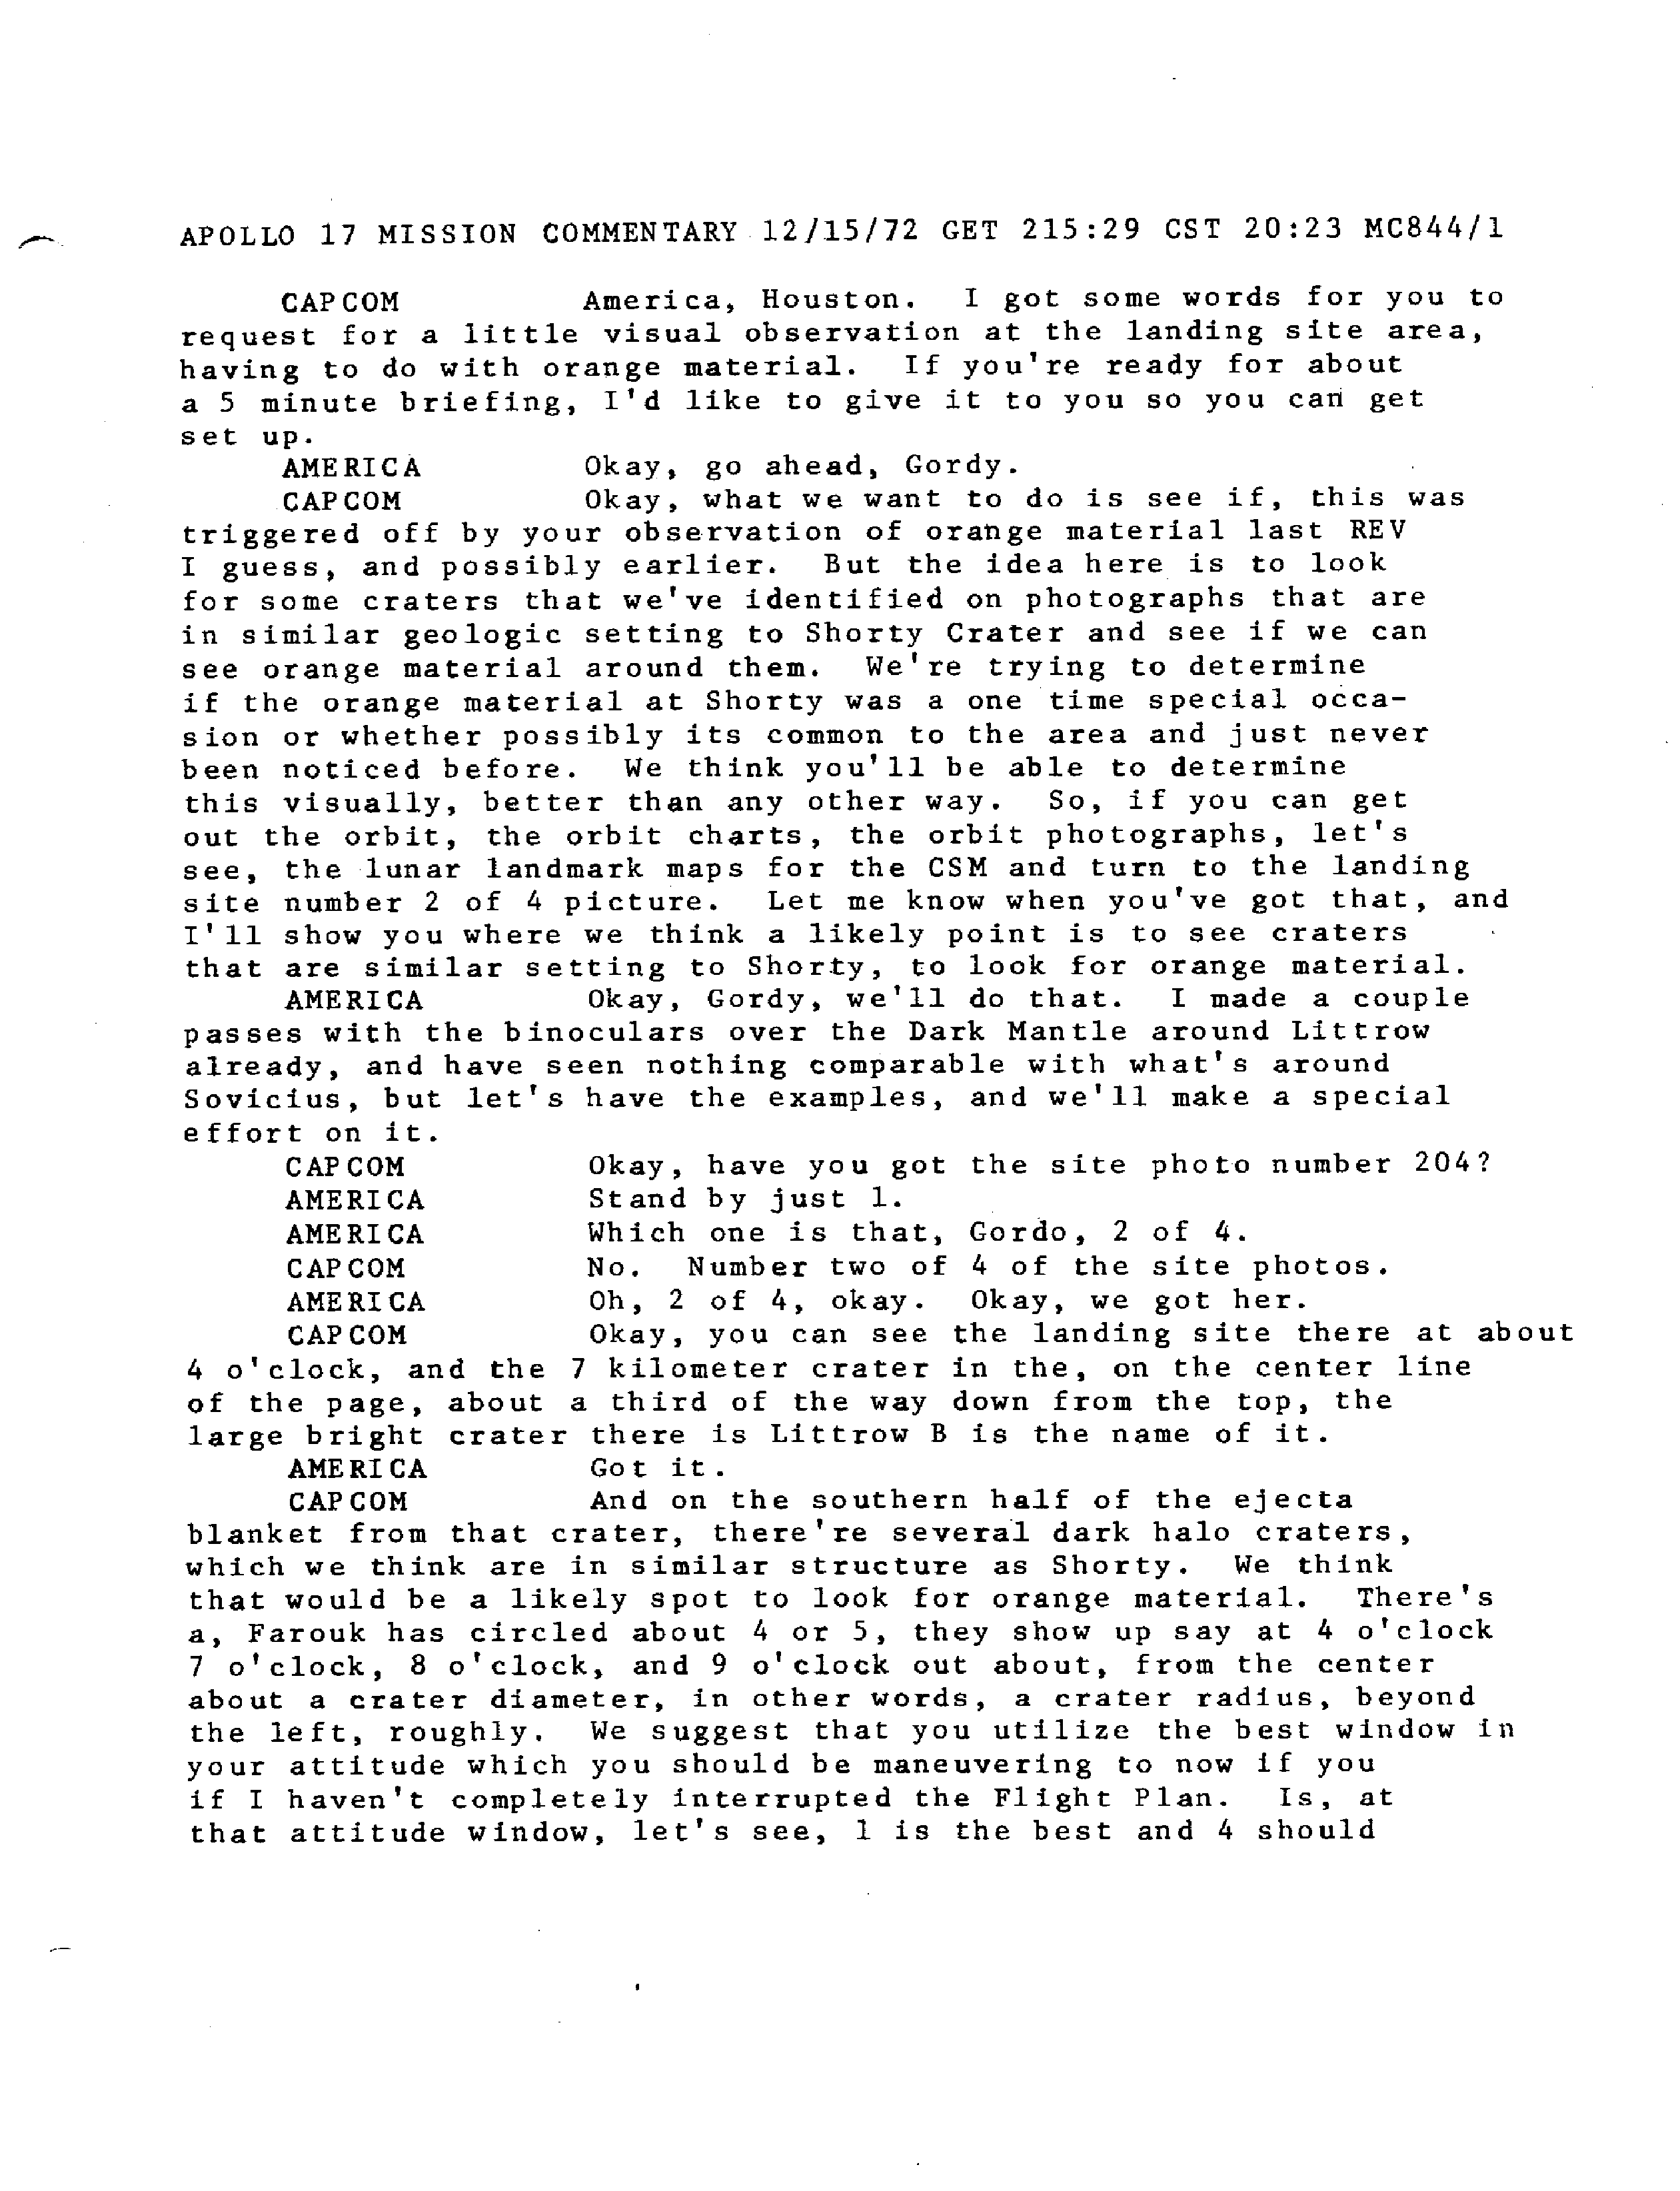 APOLLO 17 MISSION COMMENTARY 12/15/72 GET 215:29 CST 20:23 MC844/1
CAPCOM America, Houston. I got some words for you to
request for a little visual observation at the landing site area,
having to do with orange material. If you're ready for about
a 5 minute briefing, I'd like to give it to you so you can get
set up.
AMERICA Okay, go ahead, Gordy.
CAPCOM Okay, what we want to do is see if, this was
triggered off by your observation of orange material last REV
I guess, and possibly earlier. But the idea here is to look
for some craters that we've identified on photographs that are
in similar geologic setting to Shorty Crater and see if we can
see orange material around them. We're trying to determine
if the orange material at Shorty was a one time special occa-
sion or whether possibly its common to the area and just never
been noticed before. We think you'll be able to determine
this visually, better than any other way. So, if you can get
out the orbit, the orbit charts, the orbit photographs, let's
see, the lunar landmark maps for the CSM and turn to the landing
site number 2 of 4 picture. Let me know when you've got that, and
I'll show you where we think a likely point is to see craters
that are similar setting to Shorty, to look for orange material.
AMERICA Okay, Gordy, we'll do that. I made a couple
passes with the binoculars over the Dark Mantle around Littrow
already, and have seen nothing comparable with what's around
Sovicius, but let's have the examples, and we'll make a special
effort on it.
CAPCOM Okay, have you got the site photo number 204?
AMERICA Stand by just 1.
AMERICA Which one is that, Gordo, 2 of 4.
CAPCOM No. Number two of 4 of the site photos.
AMERICA Oh, 2 of 4, okay. Okay, we got her.
CAPCOM Okay, you can see the landing site there at about
4 o'clock, and the 7 kilometer crater in the, on the center line
of the page, about a third of the way down from the top, the
large bright crater there is Littrow B is the name of it.
AMERICA Got it.
CAPCOM And on the southern half of the ejecta
blanket from that crater, there're several dark halo craters,
which we think are in similar structure as Shorty. We think
that would be a likely spot to look for orange material. There's
a, Farouk has circled about 4 or 5, they show up say at 4 o'clock
7 o'clock, 8 o'clock, and 9 o'clock out about, from the center
about a crater diameter, in other words, a crater radius, beyond
the left, roughly. We suggest that you utilize the best window in
your attitude which you should be maneuvering to now if you
if I haven't completely interrupted the Flight Plan. Is, at
that attitude window, let's see, 1 is the best and 4 should